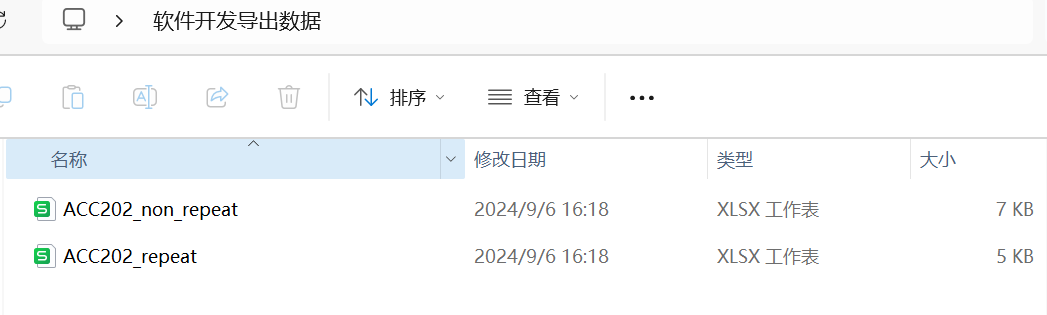 软件开发导出数据
排序 查看
名称 修改日期 类型 大小
ACC202_non_repeat 2024/9/6 16:18 XLSX 工作表 7 KB
ACC202_repeat 2024/9/6 16:18 XLSX 工作表 5 KB